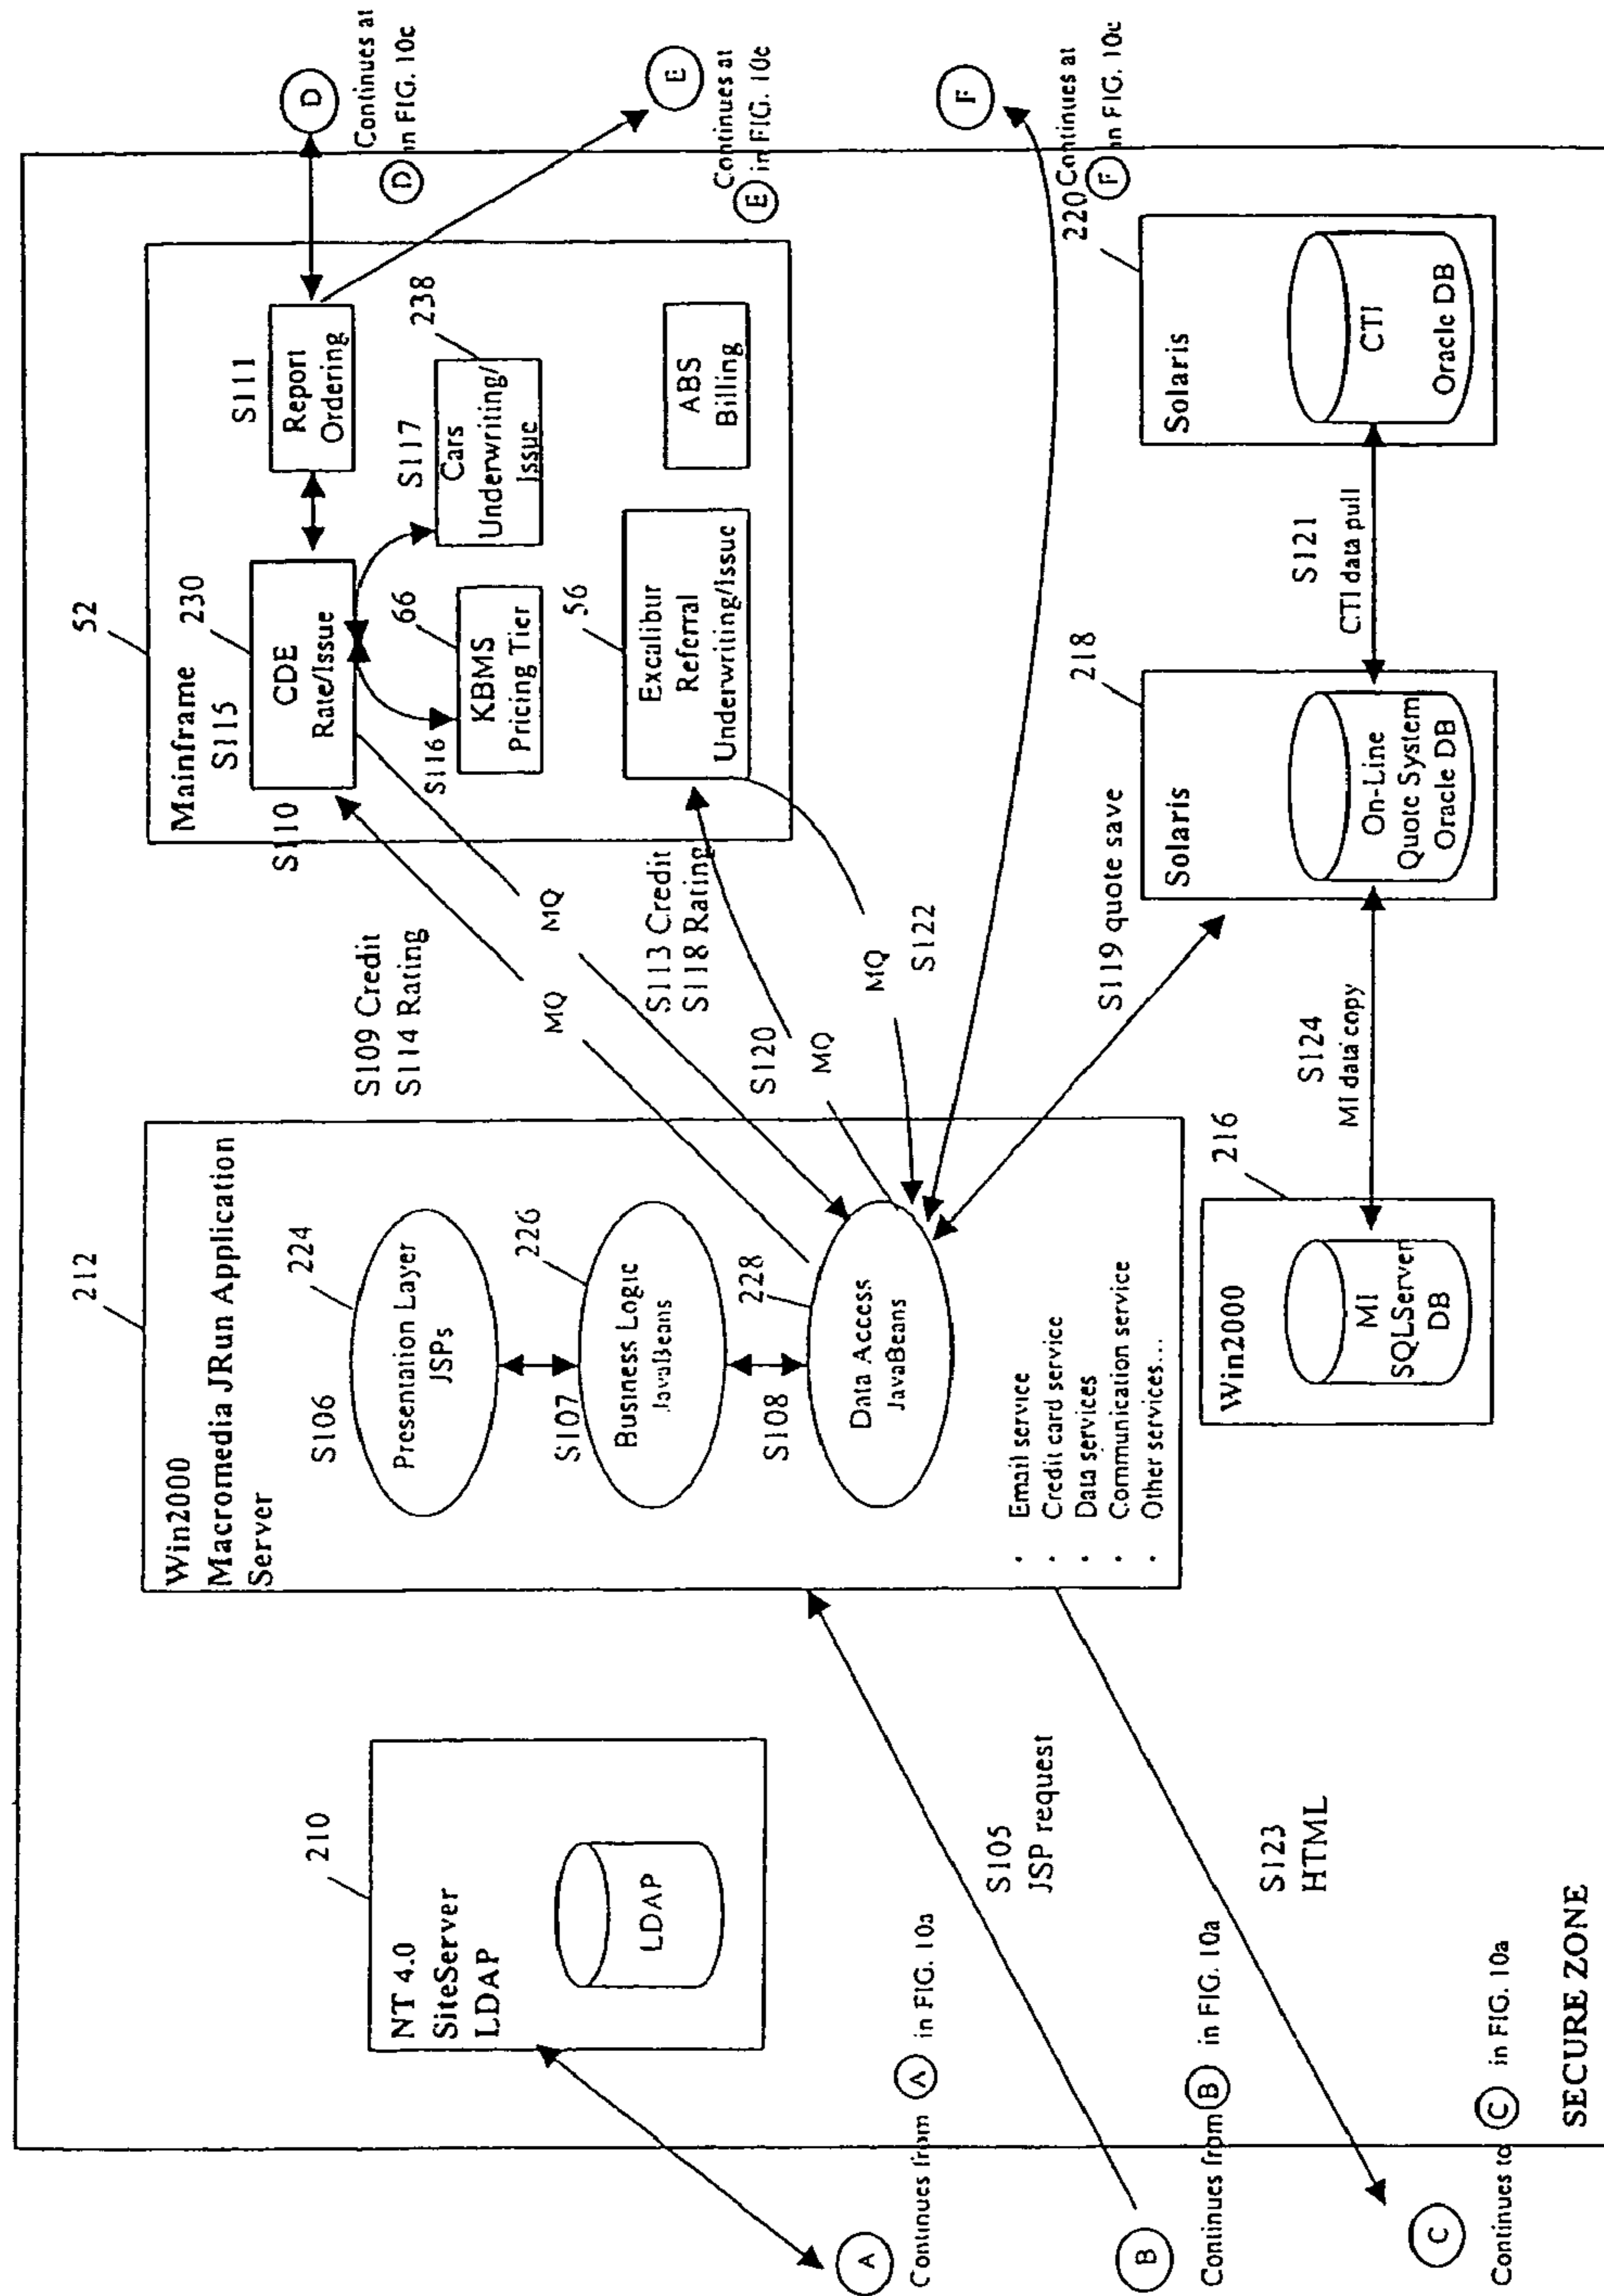 52
212
Mainframe
S115
230
S111
CDE
Rate/Issue
Report
Ordering
S110
D
Continues at
D in FIG. 10c
Win2000
Macromedia JRun Application
Server
S106
224
Presentation Layer
JSPs
S109 Credit
S114 Rating
S116
66
KBMS
Pricing Tier
S117
238
Cars
Underwriting/
Issue
210
NT 4.0
SiteServer
LDAP
LDAP
S107
226
Business Logic
JavaBeans
MQ
MQ
56
Excalibur
Referral
Underwriting/Issue
ABS
Billing
E
Continues at
E in FIG. 10c
S108
228
Data Access
JavaBeans
S113 Credit
S118 Rating
S120
MQ
MQ
S122
F
220 Continues at
F in FIG. 10c
· Email service
· Credit card service
· Data services
· Communication service
· Other services...
A
Continues from A in FIG. 10a
S105
JSP request
S119 quote save
B
Continues from B in FIG. 10a
216
Win2000
MI
SQLServer
DB
S124
MI data copy
218
Solaris
On-Line
Quote System
Oracle DB
S121
CTI data pull
Solaris
CTI
Oracle DB
S123
HTML
C
Continues to C in FIG. 10a
SECURE ZONE